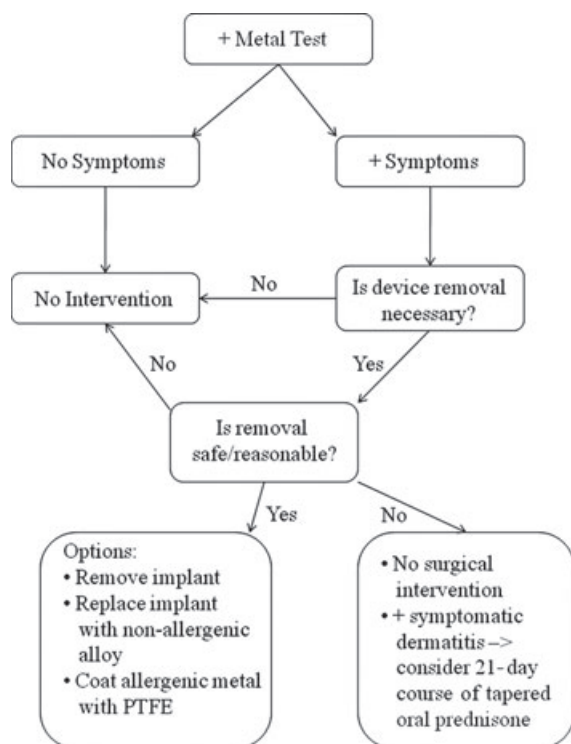 + Metal Test
No Symptoms
+ Symptoms
No Intervention
No
Is device removal
necessary?
No
Yes
Is removal
safe/reasonable?
Yes
No
Options:
• Remove implant
• Replace implant
with non-allergenic
alloy
• Coat allergenic metal
with PTFE
• No surgical
intervention
• + symptomatic
dermatitis –>
consider 21-day
course of tapered
oral prednisone